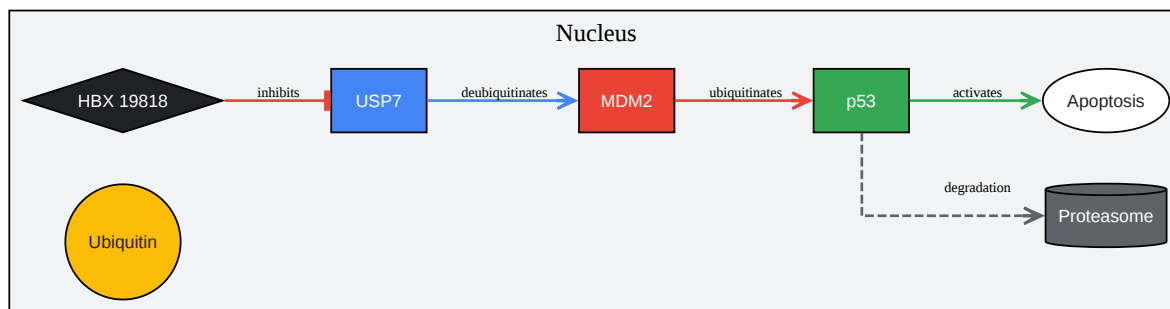 Nucleus
HBX 19818
inhibits
USP7
deubiquitinates
MDM2
ubiquitinates
p53
activates
Apoptosis
degradation
Proteasome
Ubiquitin